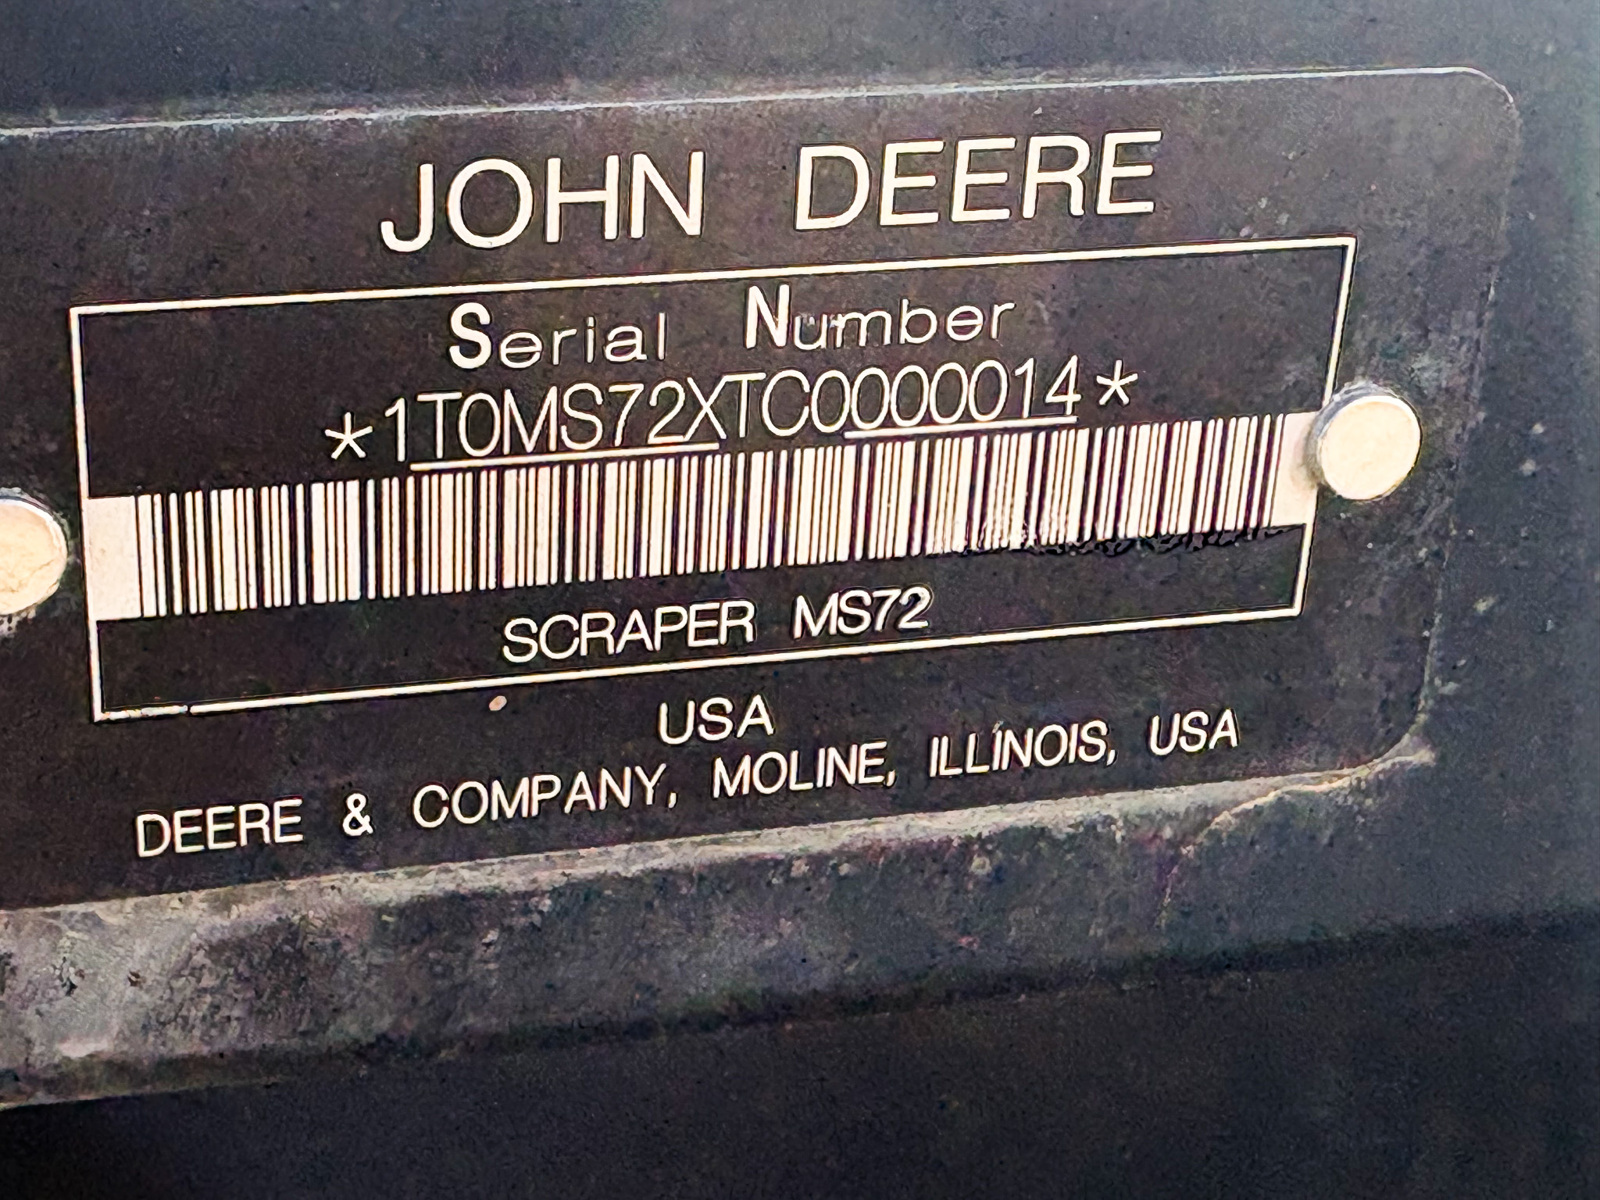 JOHN DEERE
Serial Number
*1T0MS72XTC0000014*
SCRAPER MS72
USA
DEERE & COMPANY, MOLINE, ILLINOIS, USA